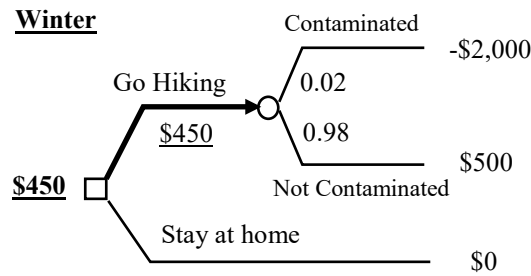 Winter
Contaminated
-$2,000
Go Hiking
0.02
$450
0.98
$450
$500
Not Contaminated
Stay at home
$0